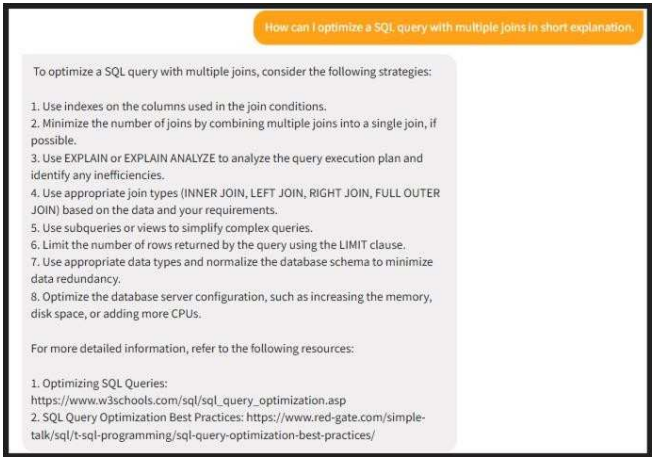 How can I optimize a SQL query with multiple joins in short explanation.
To optimize a SQL query with multiple joins, consider the following strategies:
1. Use indexes on the columns used in the join conditions.
2. Minimize the number of joins by combining multiple joins into a single join, if
possible.
3. Use EXPLAIN or EXPLAIN ANALYZE to analyze the query execution plan and
identify any inefficiencies.
4. Use appropriate join types (INNER JOIN, LEFT JOIN, RIGHT JOIN, FULL OUTER
JOIN) based on the data and your requirements.
5. Use subqueries or views to simplify complex queries.
6. Limit the number of rows returned by the query using the LIMIT clause.
7. Use appropriate data types and normalize the database schema to minimize
data redundancy.
8. Optimize the database server configuration, such as increasing the memory,
disk space, or adding more CPUs.
For more detailed information, refer to the following resources:
1. Optimizing SQL Queries:
https://www.w3schools.com/sql/sql_query_optimization.asp
2. SQL Query Optimization Best Practices: https://www.red-gate.com/simple-
talk/sql/t-sql-programming/sql-query-optimization-best-practices/